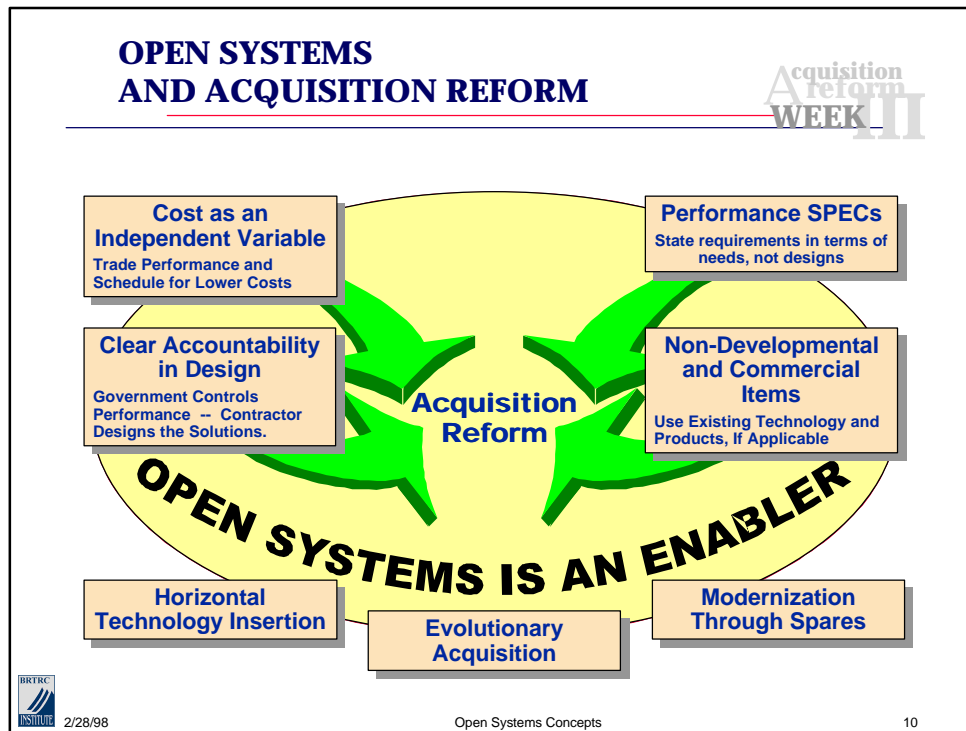 OPEN SYSTEMS
AND ACQUISITION REFORM
Acquisition
reform
WEEK III
Cost as an
Independent Variable
Trade Performance and
Schedule for Lower Costs
Performance SPECs
State requirements in terms of
needs, not designs
Clear Accountability
in Design
Government Controls
Performance -- Contractor
Designs the Solutions.
Non-Developmental
and Commercial
Items
Use Existing Technology and
Products, If Applicable
Acquisition
Reform
OPEN SYSTEMS IS AN ENABLER
Horizontal
Technology Insertion
Evolutionary
Acquisition
Modernization
Through Spares
BRTRC
INSTITUTE
2/28/98
Open Systems Concepts
10